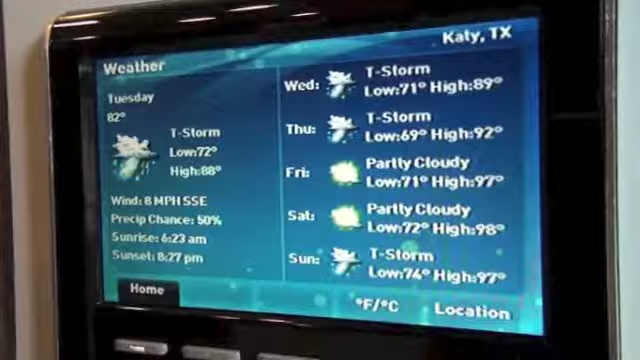 Katy, TX
Weather
Tuesday
82°
T-Storm
Low:72°
High:88°
Wind: 8 MPH SSE
Precip Chance: 50%
Sunrise: 6:23 am
Sunset: 8:27 pm
Wed: T-Storm
Low:71° High:89°
Thu: T-Storm
Low:69° High:92°
Fri: Partly Cloudy
Low:71° High:97°
Sat: Partly Cloudy
Low:72° High:98°
Sun: T-Storm
Low:74° High:97°
Home
°F/°C
Location